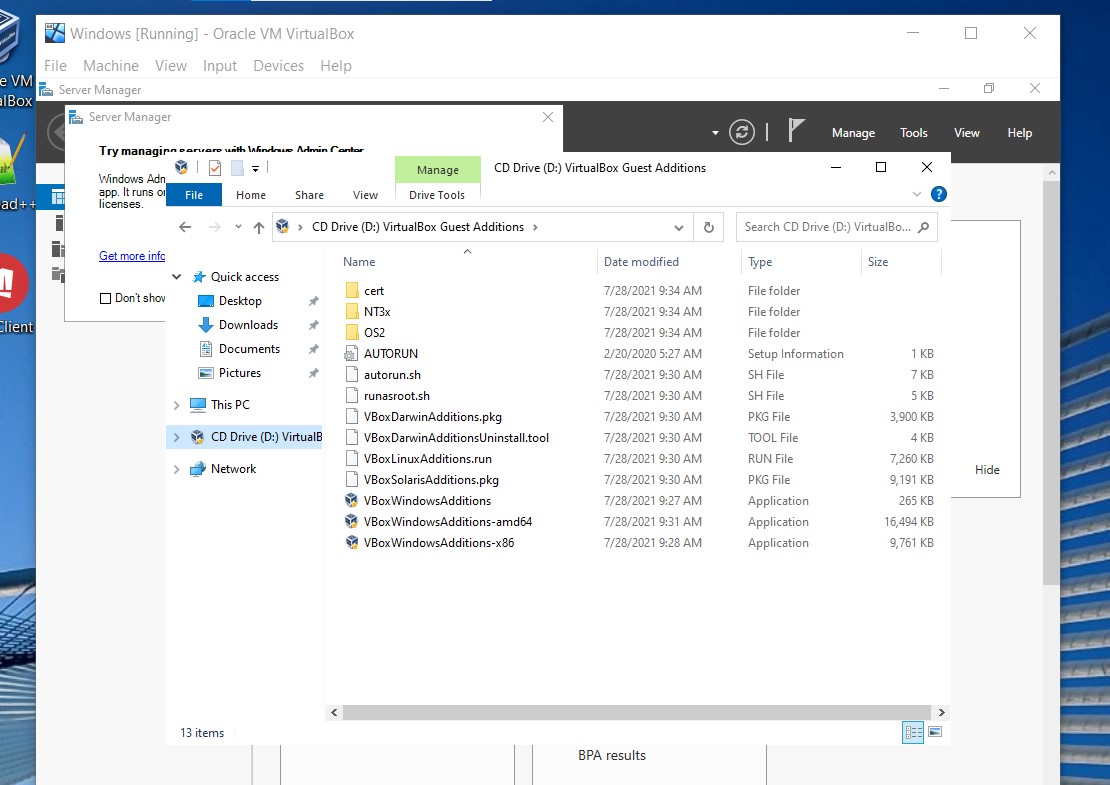 Windows [Running] - Oracle VM VirtualBox
File Machine View Input Devices Help
e VM
alBox
Server Manager
Server Manager
Manage Tools View Help
Try managing servers with Windows Admin Center
Windows Adm
app. It runs o
licenses.
Get more info
Don't show
ad++
Client
Manage
CD Drive (D:) VirtualBox Guest Additions
File Home Share View Drive Tools
CD Drive (D:) VirtualBox Guest Additions
Search CD Drive (D:) VirtualBo...
Quick access
Desktop
Downloads
Documents
Pictures
This PC
CD Drive (D:) VirtualB
Network
Name Date modified Type Size
cert 7/28/2021 9:34 AM File folder
NT3x 7/28/2021 9:34 AM File folder
OS2 7/28/2021 9:34 AM File folder
AUTORUN 2/20/2020 5:27 AM Setup Information 1 KB
autorun.sh 7/28/2021 9:30 AM SH File 7 KB
runasroot.sh 7/28/2021 9:30 AM SH File 5 KB
VBoxDarwinAdditions.pkg 7/28/2021 9:30 AM PKG File 3,900 KB
VBoxDarwinAdditionsUninstall.tool 7/28/2021 9:30 AM TOOL File 4 KB
VBoxLinuxAdditions.run 7/28/2021 9:30 AM RUN File 7,260 KB
VBoxSolarisAdditions.pkg 7/28/2021 9:30 AM PKG File 9,191 KB
VBoxWindowsAdditions 7/28/2021 9:27 AM Application 265 KB
VBoxWindowsAdditions-amd64 7/28/2021 9:31 AM Application 16,494 KB
VBoxWindowsAdditions-x86 7/28/2021 9:28 AM Application 9,761 KB
Hide
13 items
BPA results